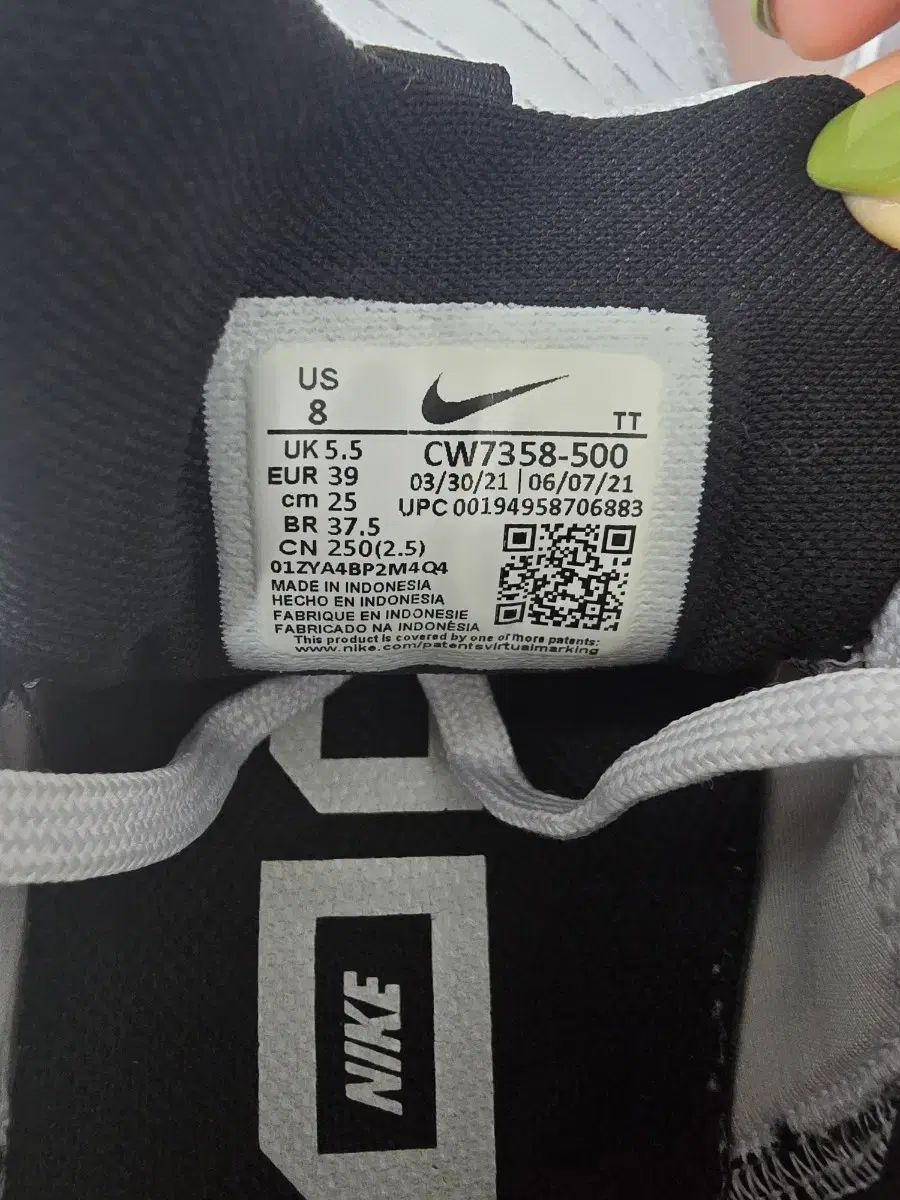 US
8
TT
UK 5.5
EUR 39
cm 25
BR 37.5
CN 250(2.5)
CW7358-500
03/30/21 | 06/07/21
UPC 00194958706883
01ZYA4BP2M4Q4
MADE IN INDONESIA
HECHO EN INDONESIA
FABRIQUE EN INDONESIE
FABRICADO NA INDONÉSIA
This product is covered by one of more patents:
www.nike.com/patentsvirtualmarking
NIKE